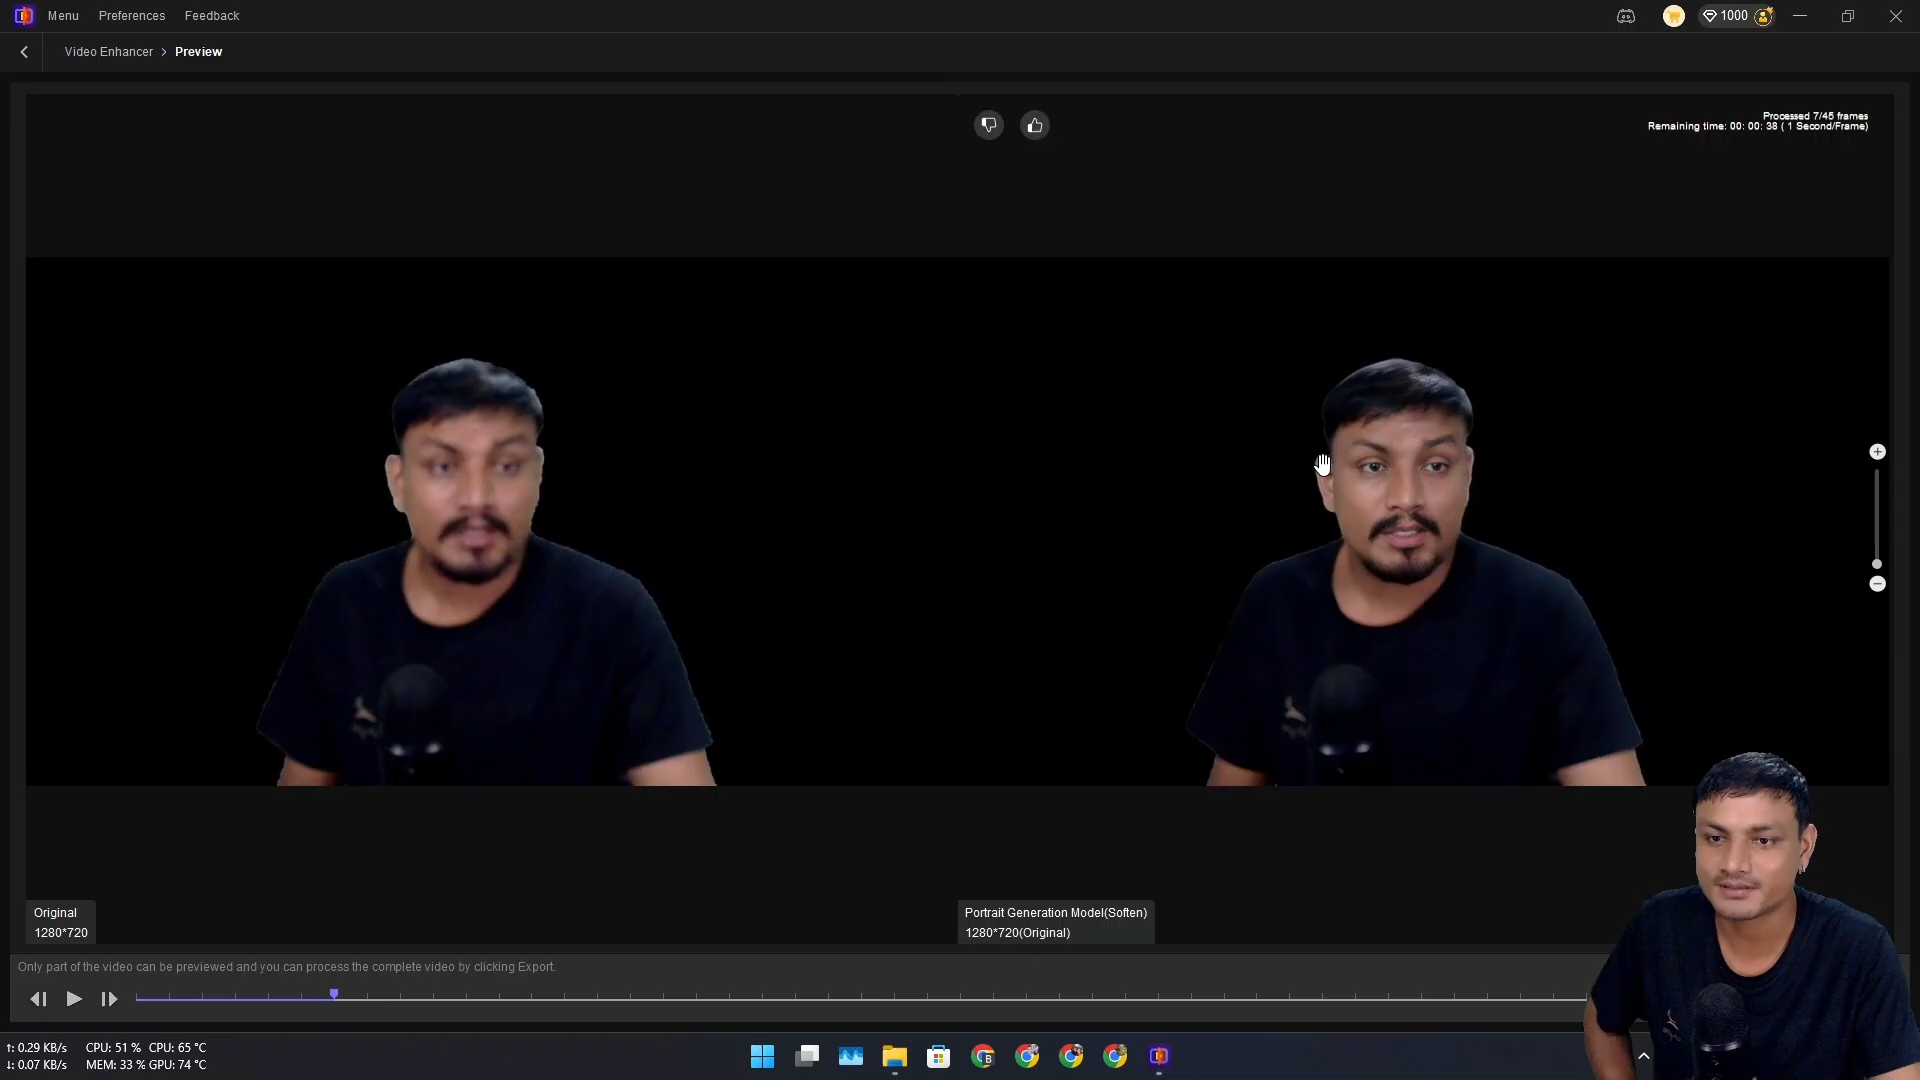 Menu Preferences Feedback 1000
Video Enhancer > Preview
Processed 7/45 frames
Remaining time: 00: 00: 38 ( 1 Second/Frame)
Original
1280*720
Portrait Generation Model(Soften)
1280*720(Original)
Only part of the video can be previewed and you can process the complete video by clicking Export.
↑: 0.29 KB/s CPU: 51 % CPU: 65 °C
↓: 0.07 KB/s MEM: 33 % GPU: 74 °C